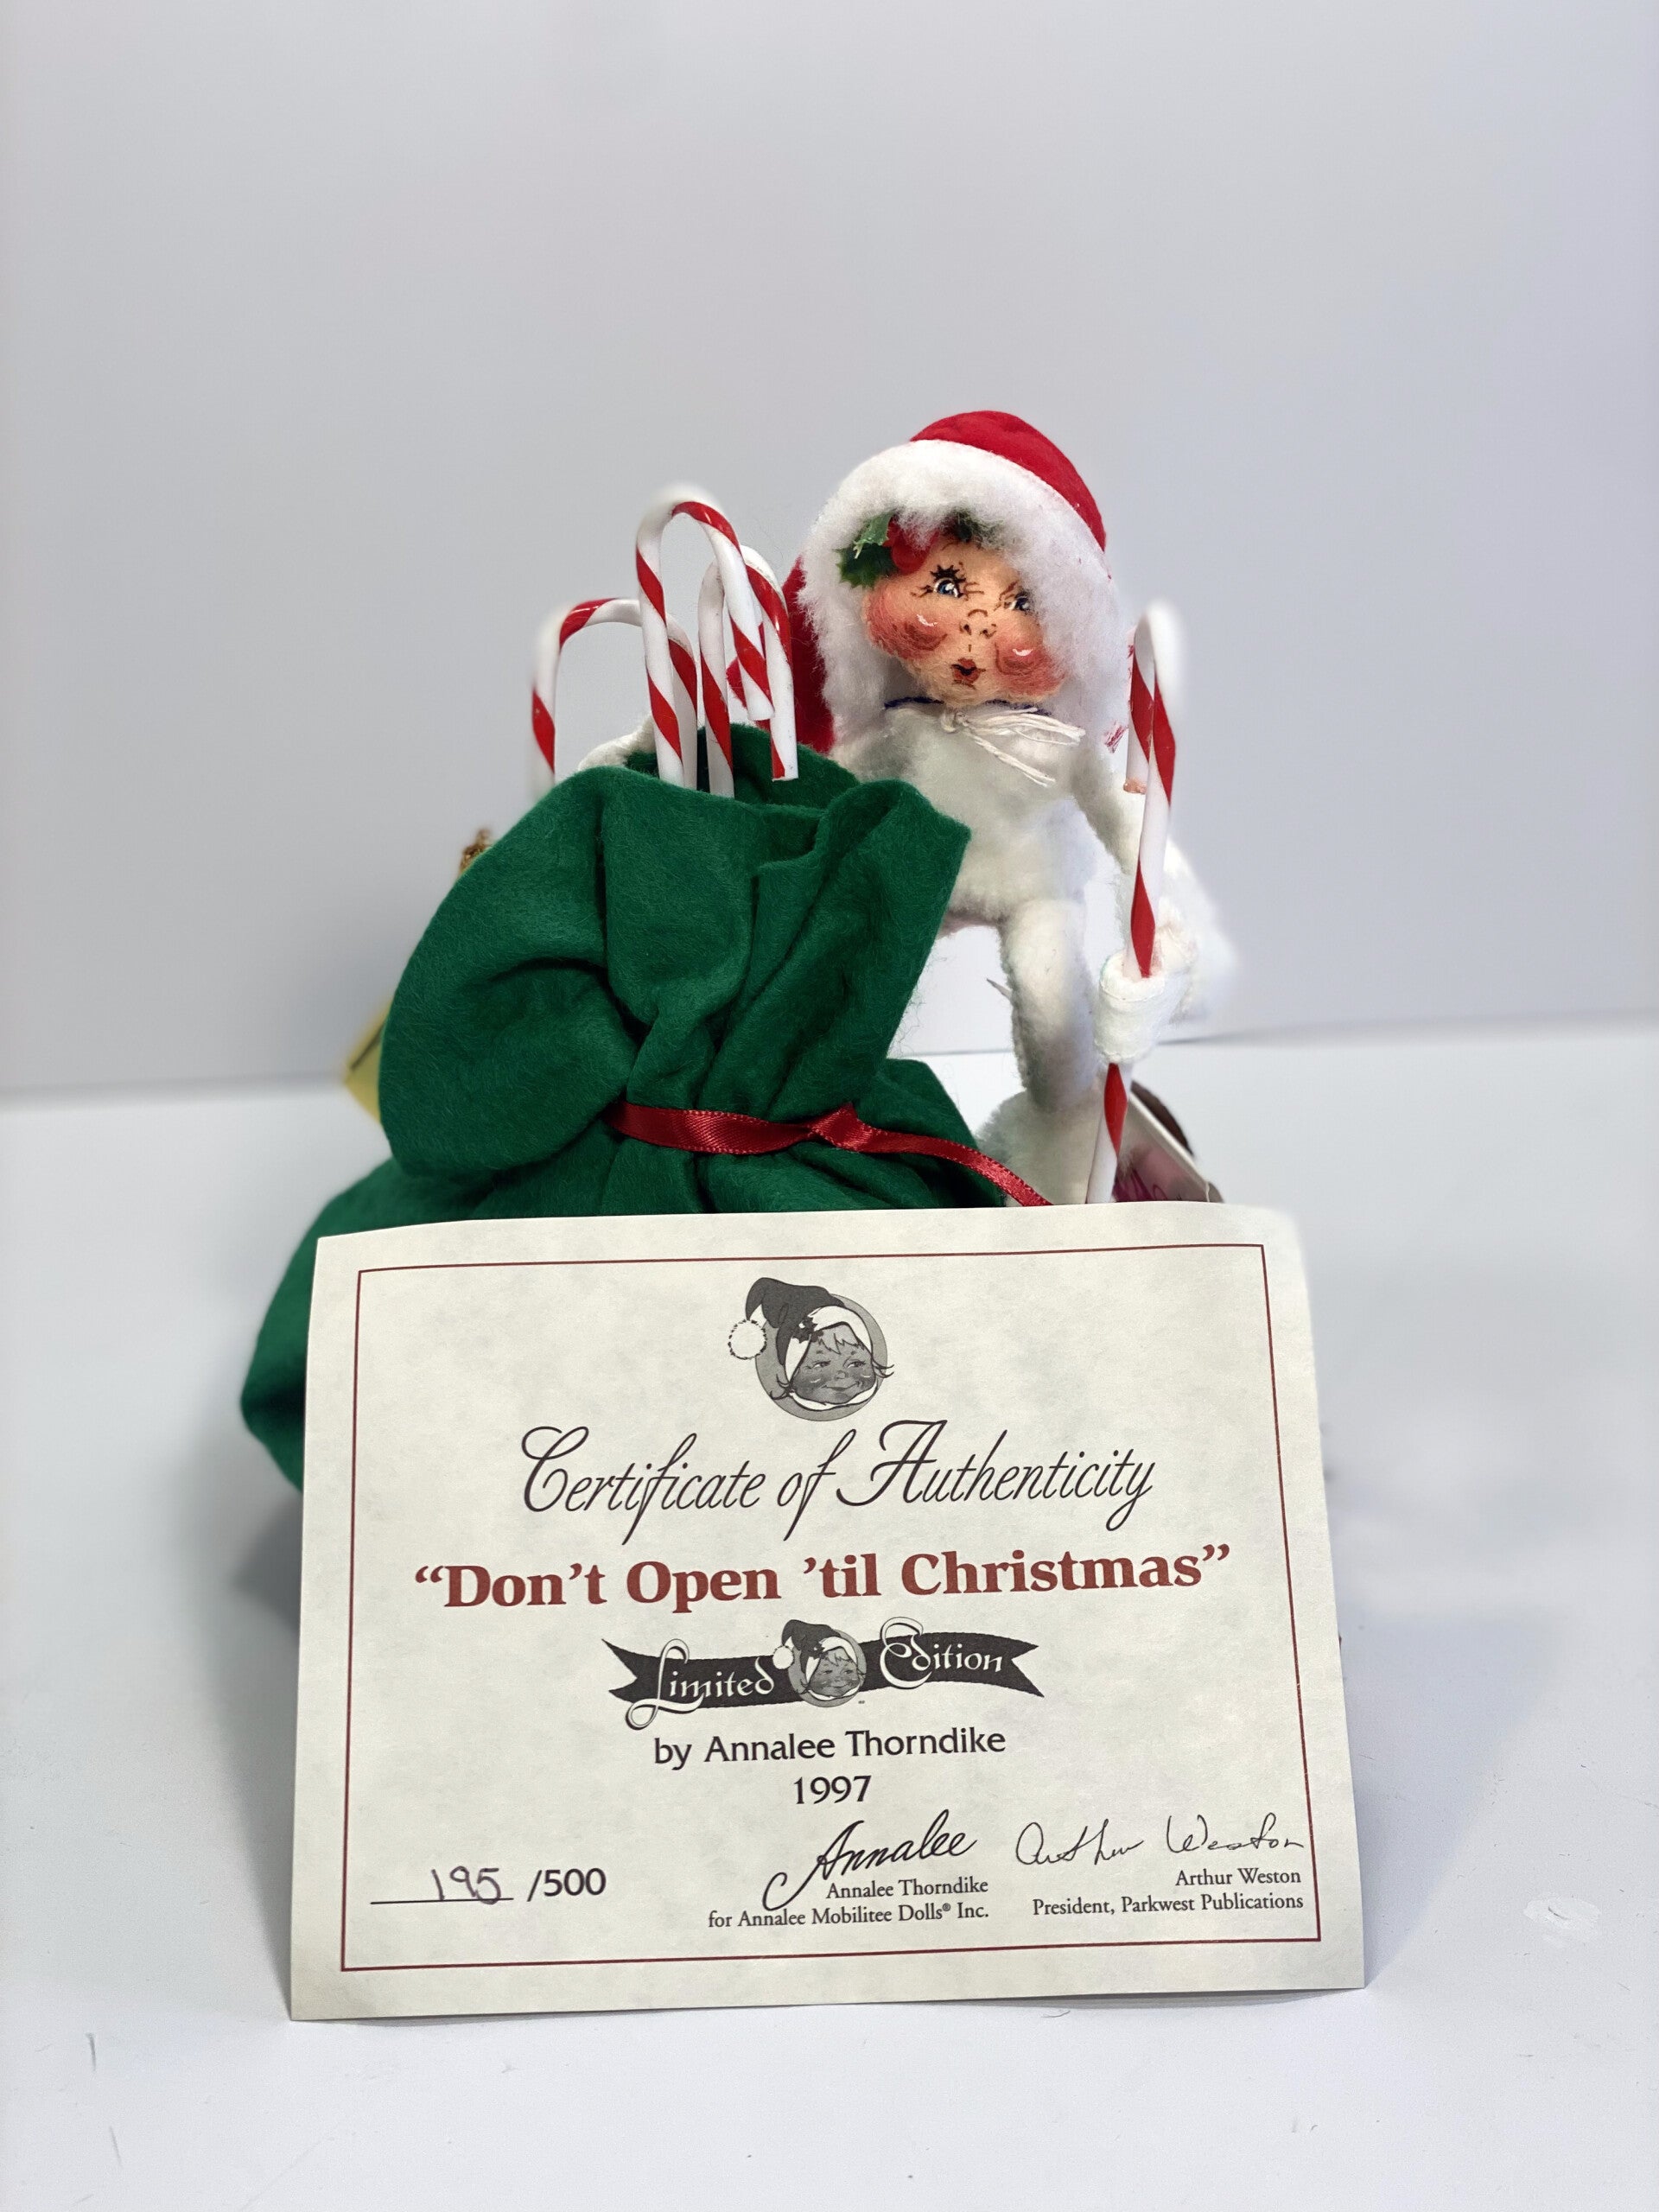 Certificate of Authenticity
“Don’t Open ’til Christmas”
Limited Edition
by Annalee Thorndike
1997
195 /500
Annalee
Annalee Thorndike
for Annalee Mobilitee Dolls® Inc.
Arthur Weston
Arthur Weston
President, Parkwest Publications